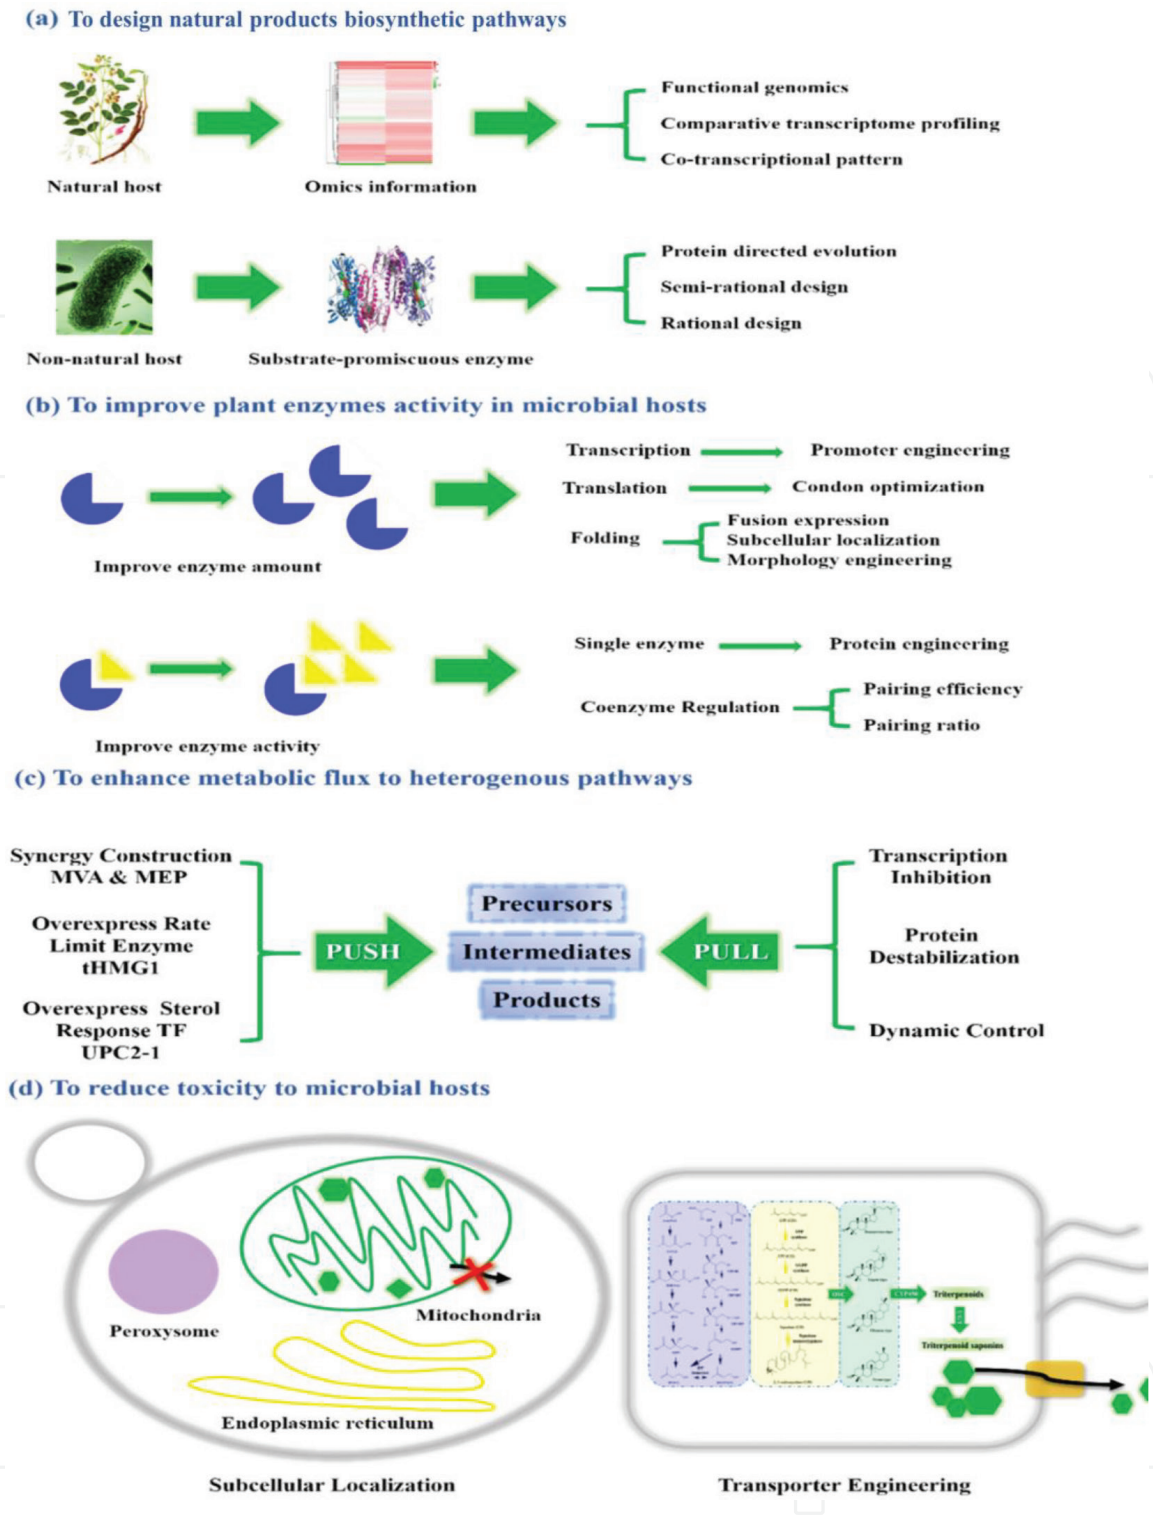 (a) To design natural products biosynthetic pathways
Natural host
Omics information
Functional genomics
Comparative transcriptome profiling
Co-transcriptional pattern
Non-natural host
Substrate-promiscuous enzyme
Protein directed evolution
Semi-rational design
Rational design
(b) To improve plant enzymes activity in microbial hosts
Improve enzyme amount
Transcription
Promoter engineering
Translation
Condon optimization
Folding
Fusion expression
Subcellular localization
Morphology engineering
Improve enzyme activity
Single enzyme
Protein engineering
Coenzyme Regulation
Pairing efficiency
Pairing ratio
(c) To enhance metabolic flux to heterogenous pathways
Synergy Construction
MVA & MEP
Overexpress Rate
Limit Enzyme
tHMG1
Overexpress Sterol
Response TF
UPC2-1
PUSH
Precursors
Intermediates
Products
PULL
Transcription
Inhibition
Protein
Destabilization
Dynamic Control
(d) To reduce toxicity to microbial hosts
Peroxysome
Mitochondria
Endoplasmic reticulum
Subcellular Localization
Triterpenoids
Triterpenoid saponins
Transporter Engineering